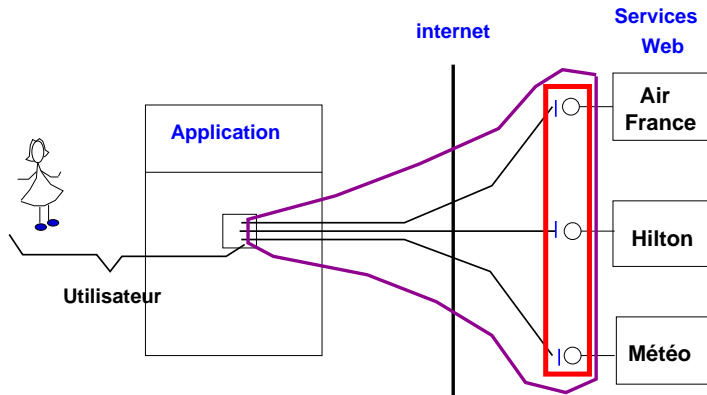 internet
Services
Web
Application
Air
France
Hilton
Utilisateur
Météo